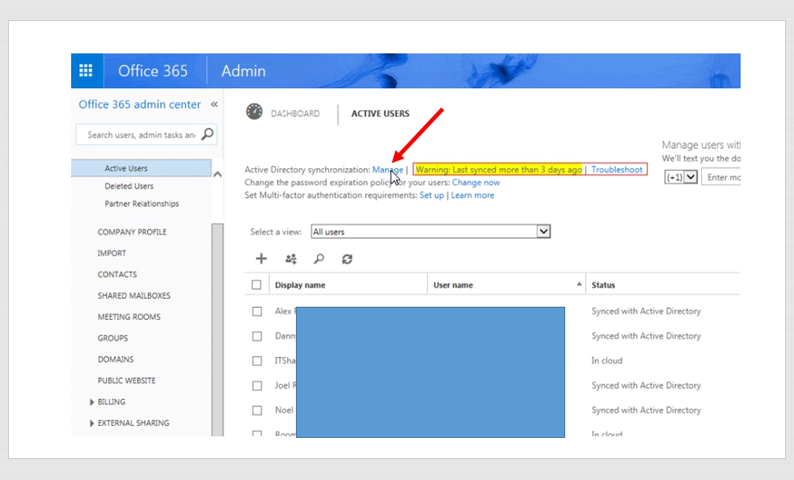 Office 365 Admin
Office 365 admin center «
Search users, admin tasks an
Active Users
Deleted Users
Partner Relationships
COMPANY PROFILE
IMPORT
CONTACTS
SHARED MAILBOXES
MEETING ROOMS
GROUPS
DOMAINS
PUBLIC WEBSITE
BILLING
EXTERNAL SHARING
DASHBOARD | ACTIVE USERS
Active Directory synchronization: Manage | Warning: Last synced more than 3 days ago | Troubleshoot
Change the password expiration policy for your users: Change now
Set Multi-factor authentication requirements: Set up | Learn more
Manage users wit
We'll text you the do
(+1) Enter mo
Select a view: All users
Display name User name Status
Alex Synced with Active Directory
Dann Synced with Active Directory
ITSha In cloud
Joel Synced with Active Directory
Noel Synced with Active Directory
Room In cloud